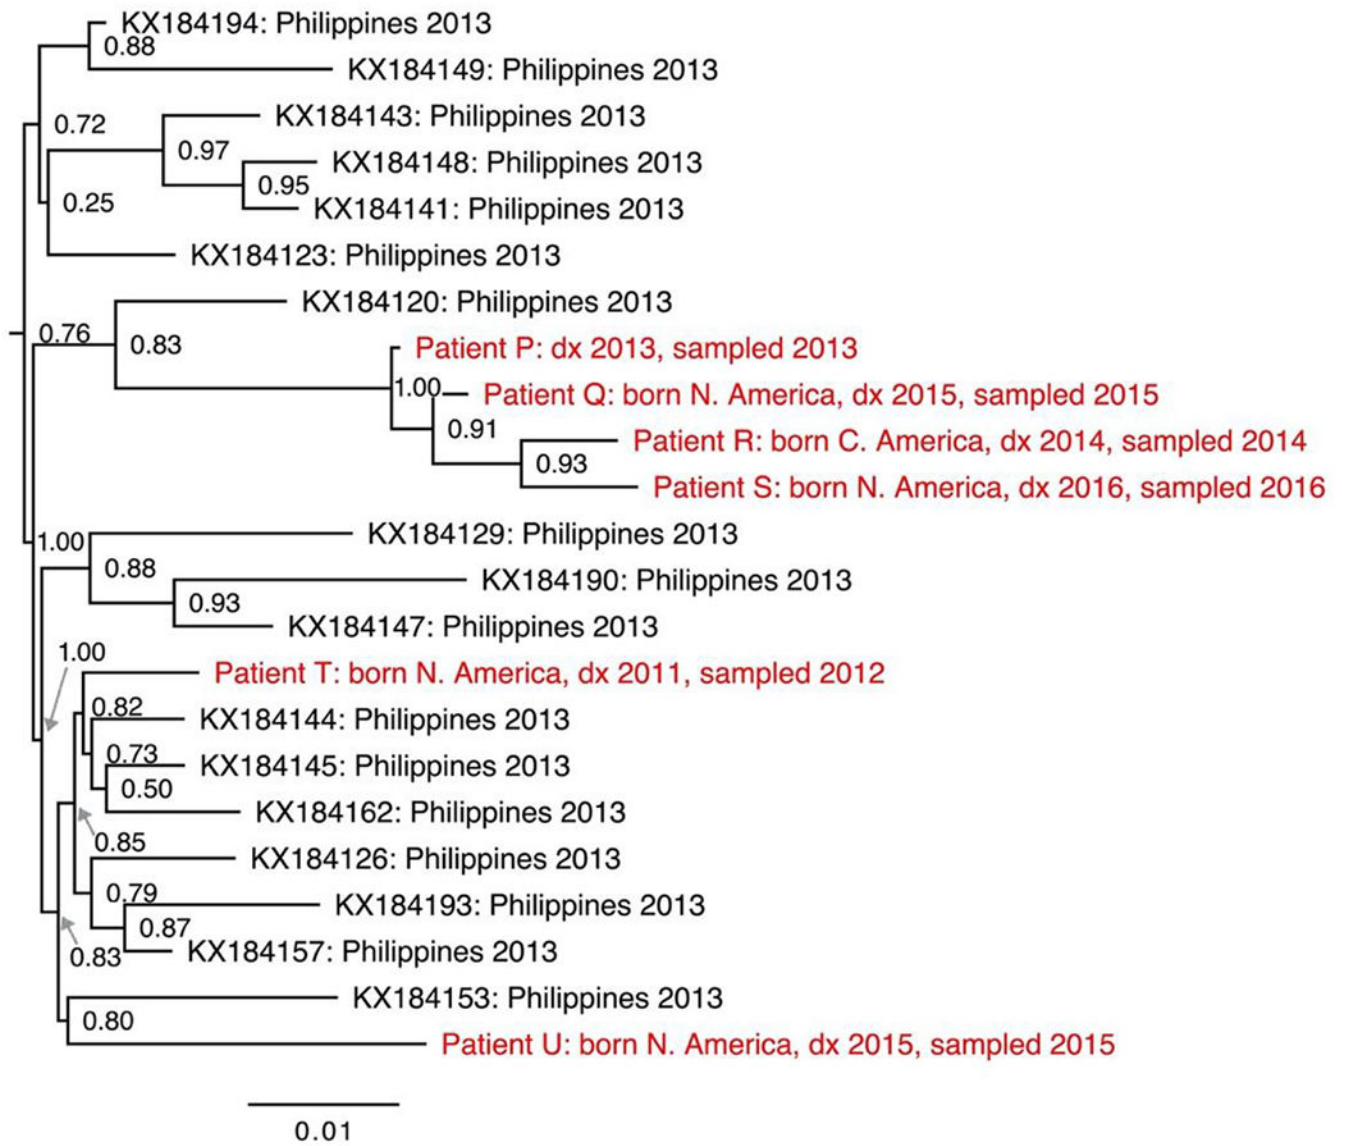 KX184194: Philippines 2013
0.88
KX184149: Philippines 2013
0.72
KX184143: Philippines 2013
0.97
KX184148: Philippines 2013
0.95
KX184141: Philippines 2013
0.25
KX184123: Philippines 2013
KX184120: Philippines 2013
0.76
0.83
Patient P: dx 2013, sampled 2013
1.00
Patient Q: born N. America, dx 2015, sampled 2015
0.91
Patient R: born C. America, dx 2014, sampled 2014
0.93
Patient S: born N. America, dx 2016, sampled 2016
KX184129: Philippines 2013
1.00
0.88
KX184190: Philippines 2013
0.93
KX184147: Philippines 2013
1.00
Patient T: born N. America, dx 2011, sampled 2012
0.82
KX184144: Philippines 2013
0.73
KX184145: Philippines 2013
0.50
KX184162: Philippines 2013
0.85
KX184126: Philippines 2013
0.79
KX184193: Philippines 2013
0.87
KX184157: Philippines 2013
0.83
KX184153: Philippines 2013
0.80
Patient U: born N. America, dx 2015, sampled 2015
0.01